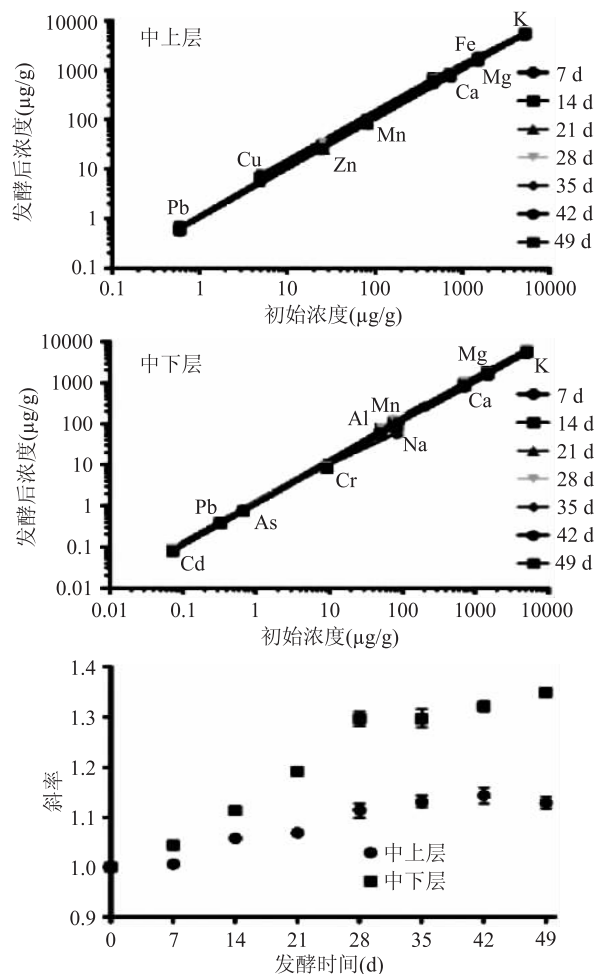 10000
中上层
K
1000
Fe
Mg
Ca
100
Mn
10
Cu
Zn
1
Pb
0.1
发酵后浓度(μg/g)
0.1 1 10 100 1000 10000
初始浓度(μg/g)
7 d
14 d
21 d
28 d
35 d
42 d
49 d
10000
中下层
Mg
K
1000
Ca
100
Al
Mn
Na
10
Cr
1
Pb
As
0.1
Cd
0.01
发酵后浓度(μg/g)
0.01 0.1 1 10 100 1000 10000
初始浓度(μg/g)
7 d
14 d
21 d
28 d
35 d
42 d
49 d
1.4
1.3
1.2
1.1
1.0
0.9
斜率
中上层
中下层
0 7 14 21 28 35 42 49
发酵时间(d)